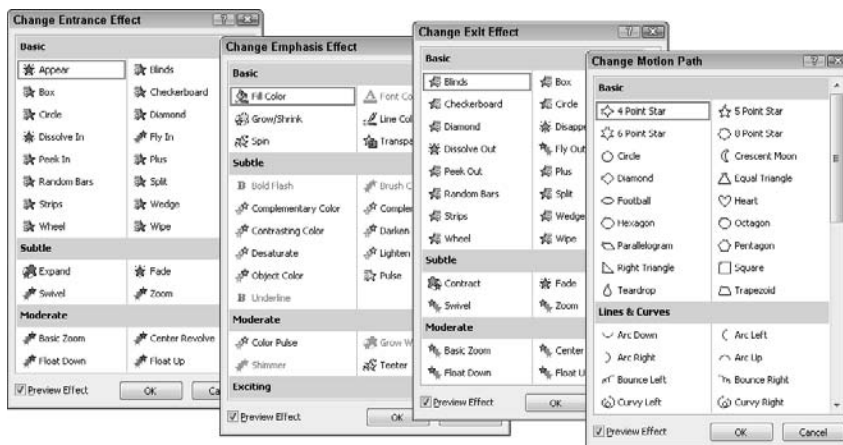 Change Entrance Effect
Basic
Appear
Blinds
Box
Checkerboard
Circle
Diamond
Dissolve In
Fly In
Peek In
Plus
Random Bars
Split
Strips
Wedge
Wheel
Wipe
Subtle
Expand
Fade
Swivel
Zoom
Moderate
Basic Zoom
Center Revolve
Float Down
Float Up
Preview Effect
OK
Change Emphasis Effect
Basic
Fill Color
Font
Grow/Shrink
Line
Spin
Subtle
Bold Flash
Brush
Complementary Color
Contrasting Color
Darken
Desaturate
Lighten
Object Color
Pulse
Underline
Moderate
Color Pulse
Grow
Shimmer
Teeter
Exciting
Preview Effect
OK
Change Exit Effect
Basic
Blinds
Box
Checkerboard
Circle
Diamond
Dissolve Out
Fly Out
Peek Out
Plus
Random Bars
Split
Strips
Wedge
Wheel
Wipe
Subtle
Contract
Fade
Swivel
Zoom
Moderate
Basic Zoom
Center
Float Down
Float
Preview Effect
OK
Change Motion Path
Basic
4 Point Star
5 Point Star
6 Point Star
8 Point Star
Circle
Crescent Moon
Diamond
Equal Triangle
Football
Heart
Hexagon
Octagon
Parallelogram
Pentagon
Right Triangle
Square
Teardrop
Trapezoid
Lines & Curves
Arc Down
Arc Left
Arc Right
Arc Up
Bounce Left
Bounce Right
Curvy Left
Curvy Right
Preview Effect
OK
Cancel